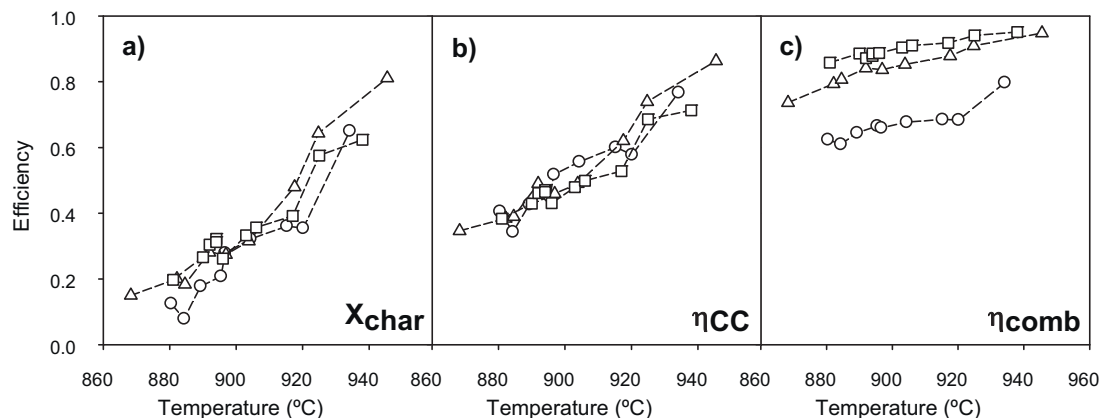 1.0
0.8
0.6
0.4
0.2
0.0
Efficiency
a)
b)
c)
Xchar
ηCC
ηcomb
860 880 900 920 940 860 880 900 920 940 860 880 900 920 940 960
Temperature (ºC) Temperature (ºC) Temperature (ºC)